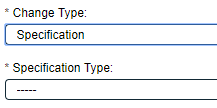 * Change Type:
Specification
* Specification Type:
-----